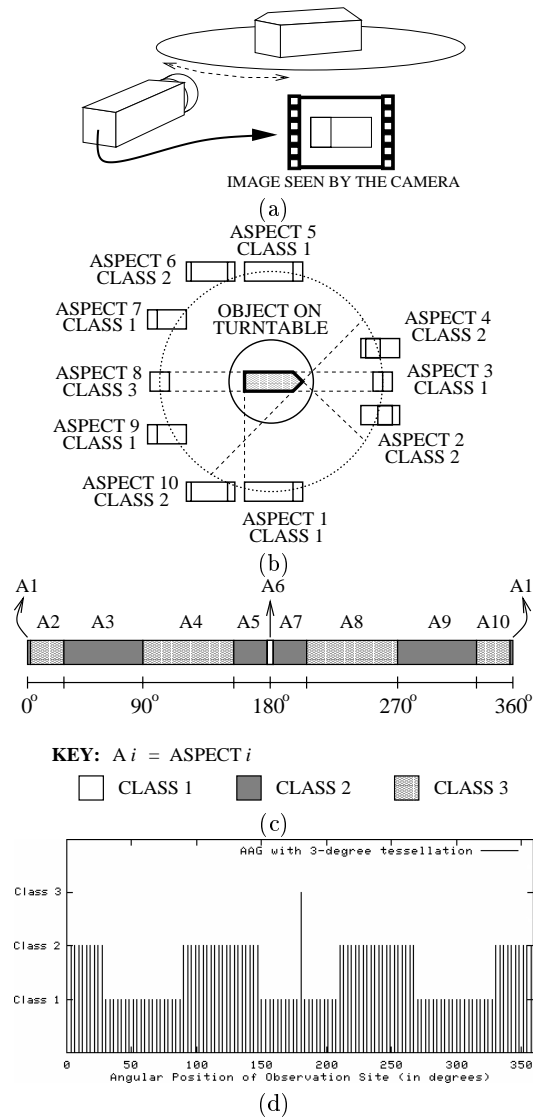 IMAGE SEEN BY THE CAMERA
(a)
ASPECT 5
CLASS 1
ASPECT 6
CLASS 2
ASPECT 7
CLASS 1
OBJECT ON
TURNTABLE
ASPECT 4
CLASS 2
ASPECT 8
CLASS 3
ASPECT 3
CLASS 1
ASPECT 9
CLASS 1
ASPECT 2
CLASS 2
ASPECT 10
CLASS 2
ASPECT 1
CLASS 1
(b)
A1 A6 A1
A2 A3 A4 A5 A7 A8 A9 A10
0° 90° 180° 270° 360°
KEY: A i = ASPECT i
CLASS 1 CLASS 2 CLASS 3
(c)
AAG with 3-degree tessellation
Class 3
Class 2
Class 1
0 50 100 150 200 250 300 350
Angular Position of Observation Site (in degrees)
(d)